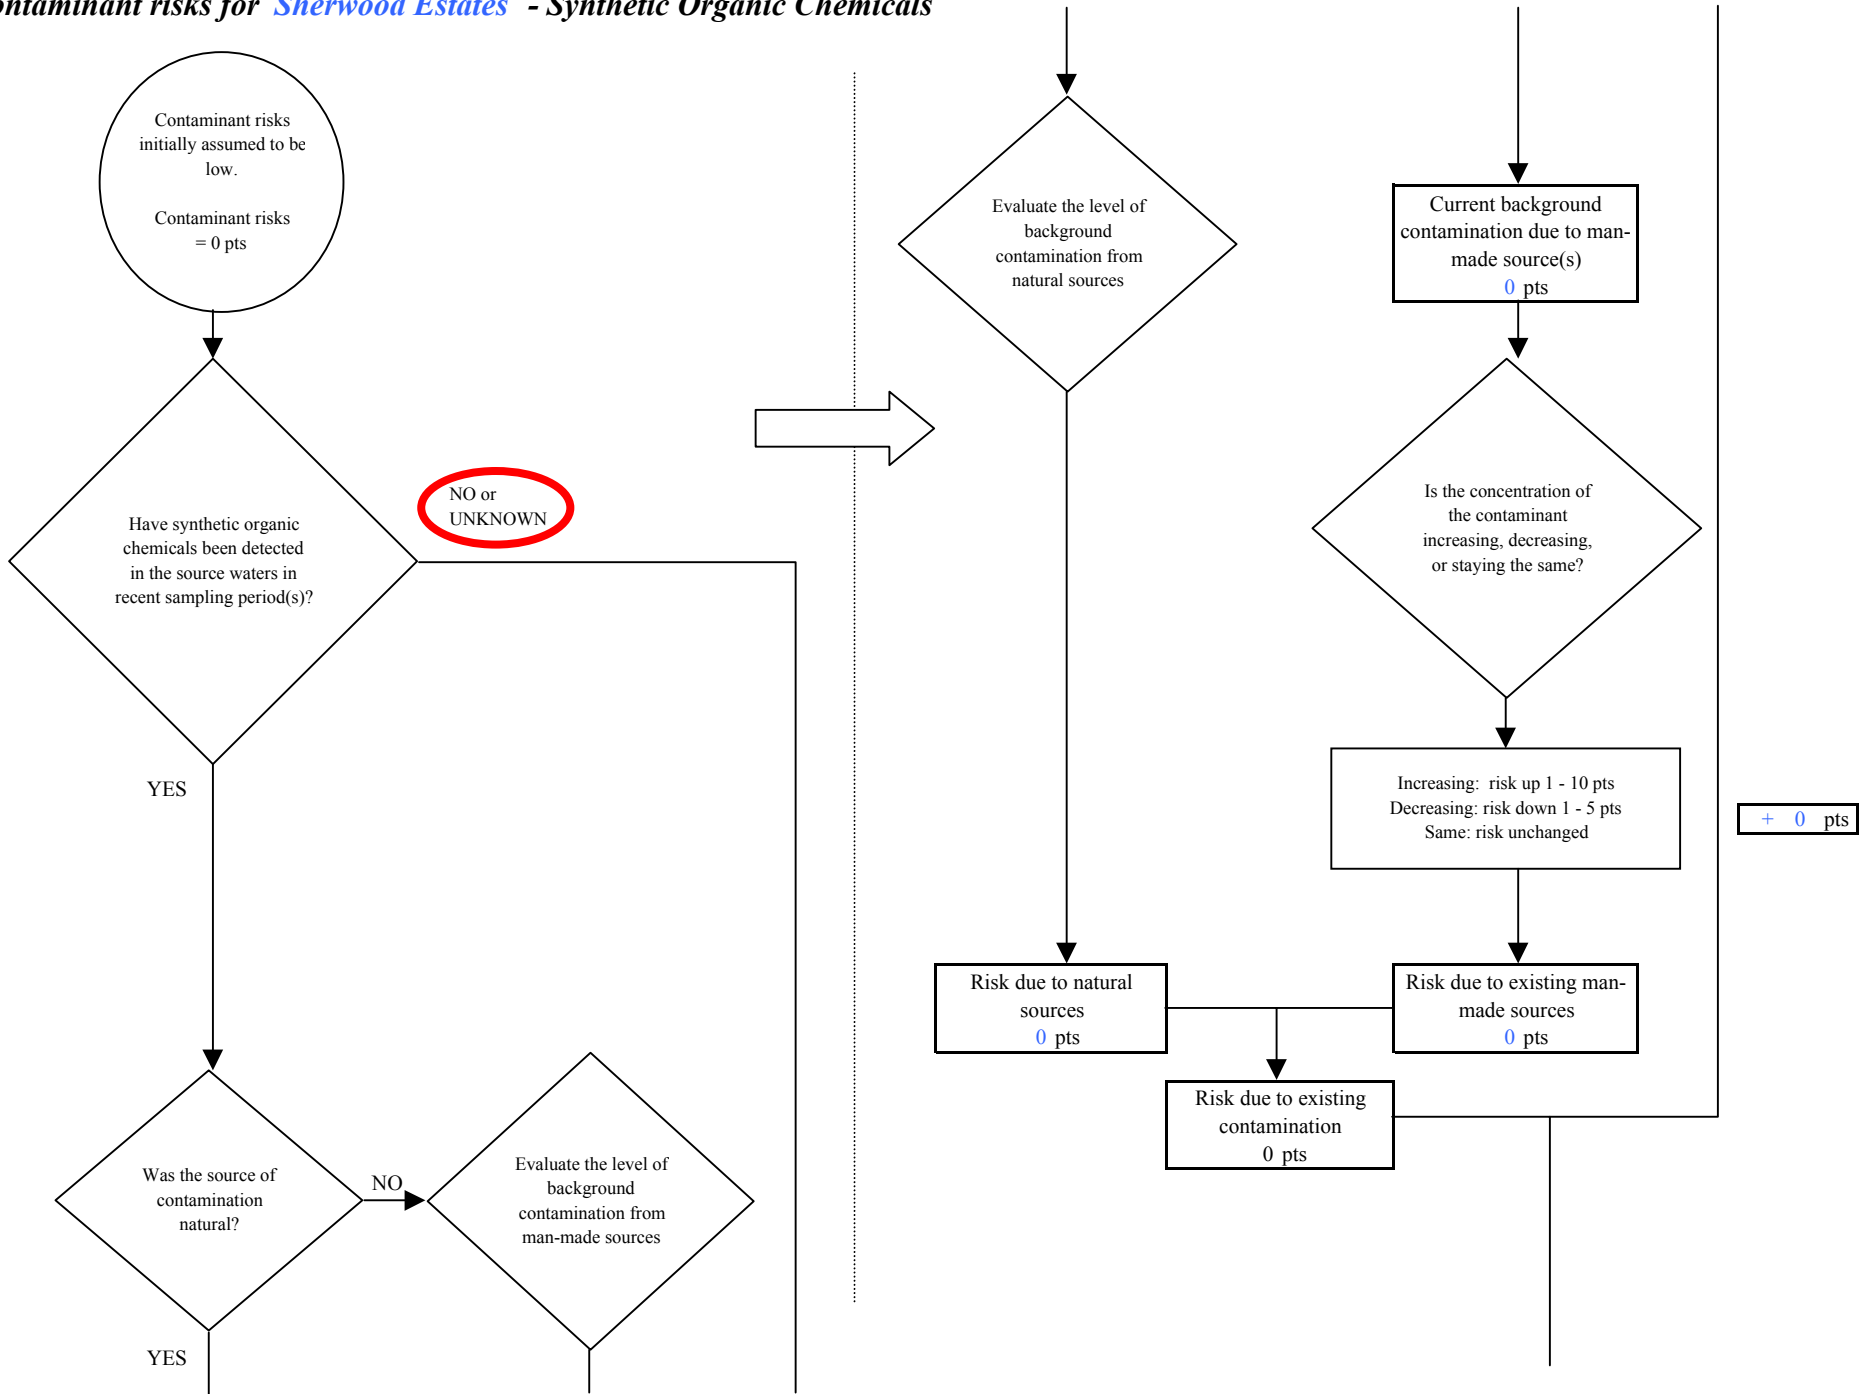 ontaminant risks for Sherwood Estates - Synthetic Organic Chemicals
Contaminant risks
initially assumed to be
low.
Contaminant risks
= 0 pts
Have synthetic organic
chemicals been detected
in the source waters in
recent sampling period(s)?
NO or
UNKNOWN
YES
Was the source of
contamination
natural?
NO
Evaluate the level of
background
contamination from
man-made sources
YES
Evaluate the level of
background
contamination from
natural sources
Current background
contamination due to man-
made source(s)
0 pts
Is the concentration of
the contaminant
increasing, decreasing,
or staying the same?
Increasing: risk up 1 - 10 pts
Decreasing: risk down 1 - 5 pts
Same: risk unchanged
+ 0 pts
Risk due to natural
sources
0 pts
Risk due to existing man-
made sources
0 pts
Risk due to existing
contamination
0 pts